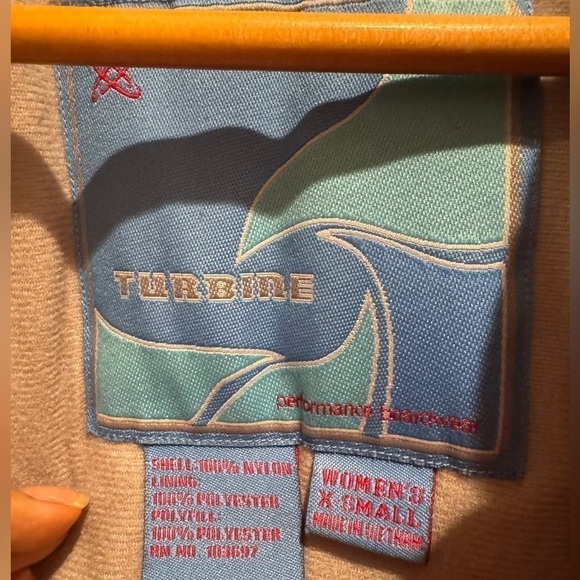 TURBINE
performance boardwear
SHELL:100% NYLON
LINING:
100% POLYESTER
POLYFILL:
100% POLYESTER
RN NO. 103697
WOMEN'S
X SMALL
MADE IN VIETNAM